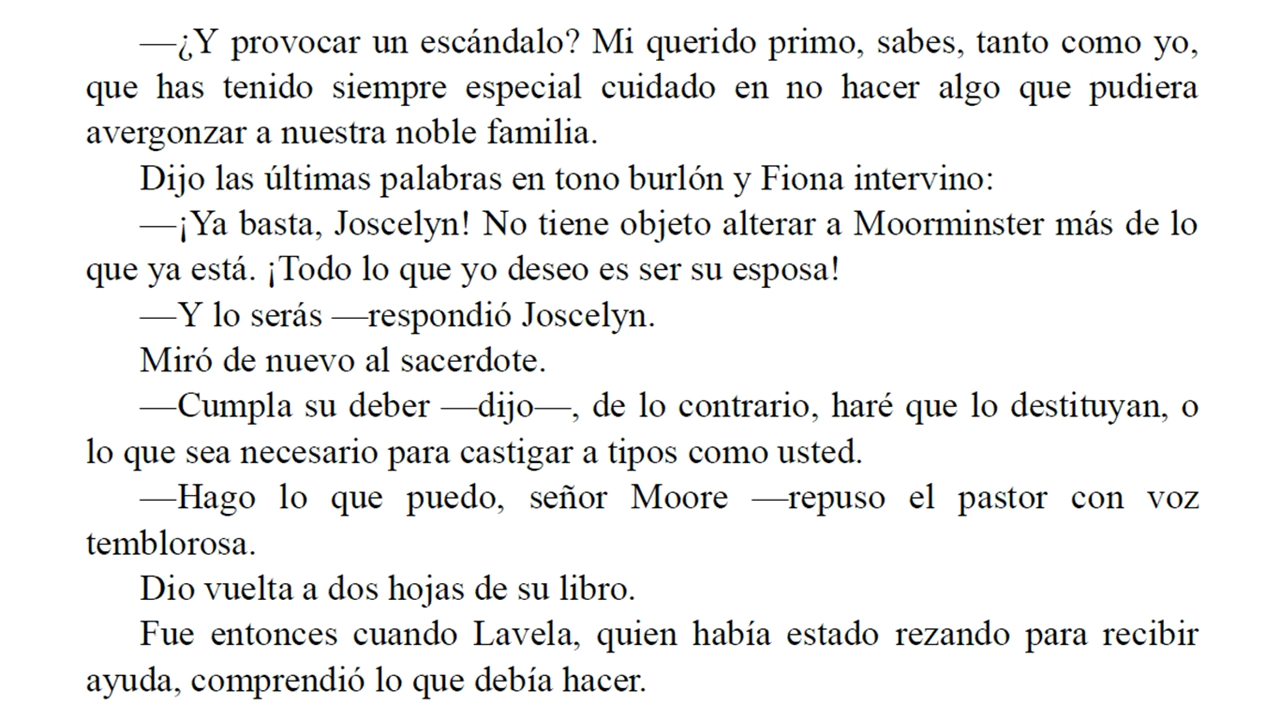 —¿Y provocar un escándalo? Mi querido primo, sabes, tanto como yo,
que has tenido siempre especial cuidado en no hacer algo que pudiera
avergonzar a nuestra noble familia.
Dijo las últimas palabras en tono burlón y Fiona intervino:
—¡Ya basta, Joscelyn! No tiene objeto alterar a Moorminster más de lo
que ya está. ¡Todo lo que yo deseo es ser su esposa!
—Y lo serás —respondió Joscelyn.
Miró de nuevo al sacerdote.
—Cumpla su deber —dijo—, de lo contrario, haré que lo destituyan, o
lo que sea necesario para castigar a tipos como usted.
—Hago lo que puedo, señor Moore —repuso el pastor con voz
temblorosa.
Dio vuelta a dos hojas de su libro.
Fue entonces cuando Lavela, quien había estado rezando para recibir
ayuda, comprendió lo que debía hacer.